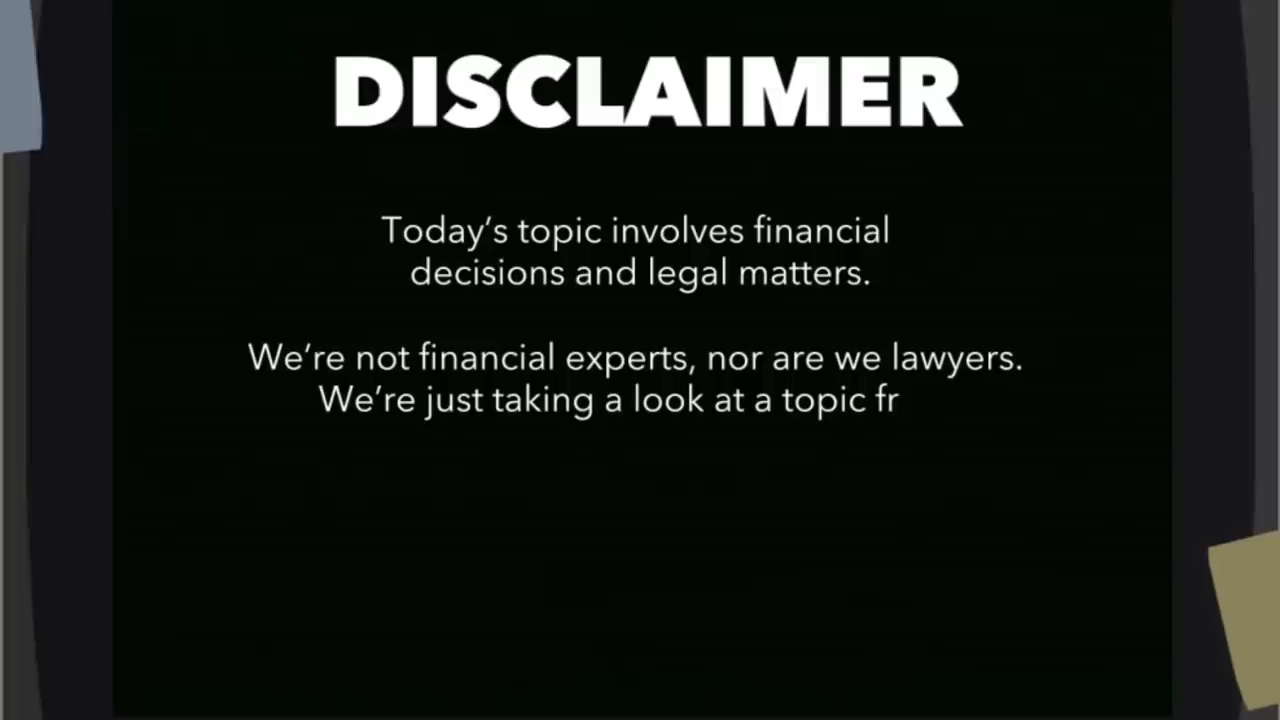 DISCLAIMER
Today’s topic involves financial
decisions and legal matters.
We’re not financial experts, nor are we lawyers.
We’re just taking a look at a topic fr